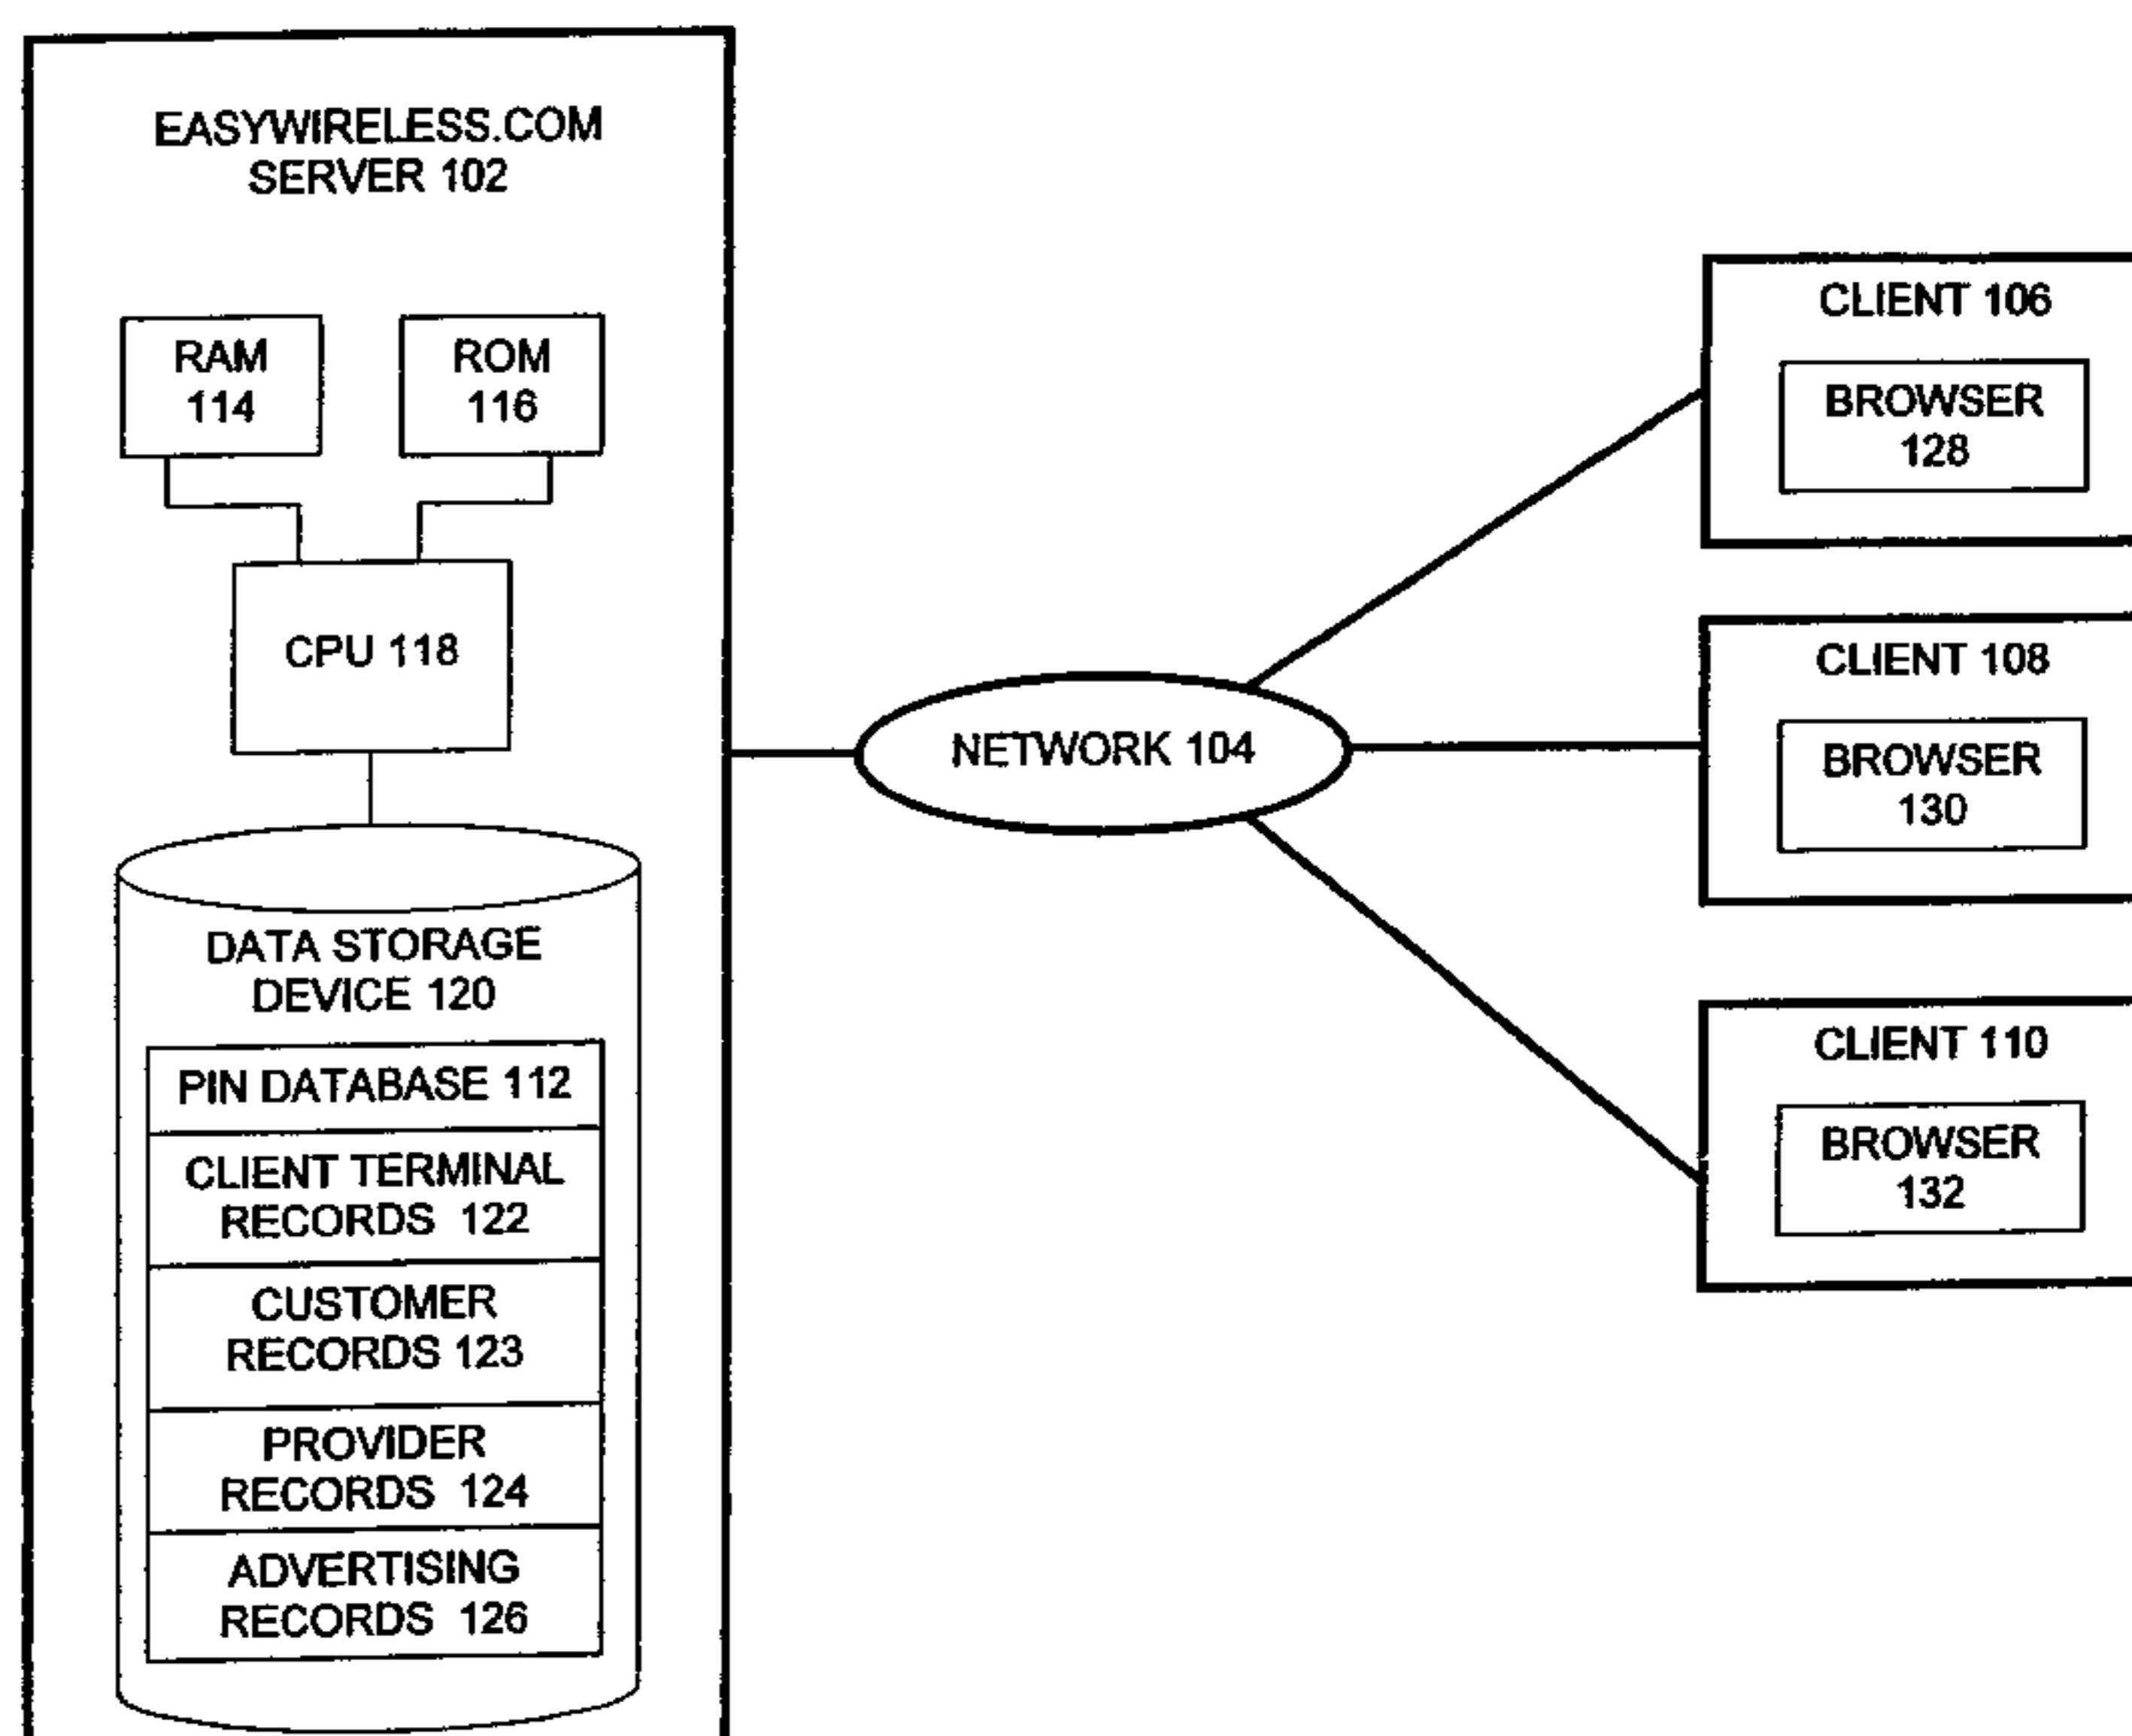 EASYWIRELESS.COM
SERVER 102
RAM
114
ROM
116
CPU 118
DATA STORAGE
DEVICE 120
PIN DATABASE 112
CLIENT TERMINAL
RECORDS 122
CUSTOMER
RECORDS 123
PROVIDER
RECORDS 124
ADVERTISING
RECORDS 126
NETWORK 104
CLIENT 106
BROWSER
128
CLIENT 108
BROWSER
130
CLIENT 110
BROWSER
132